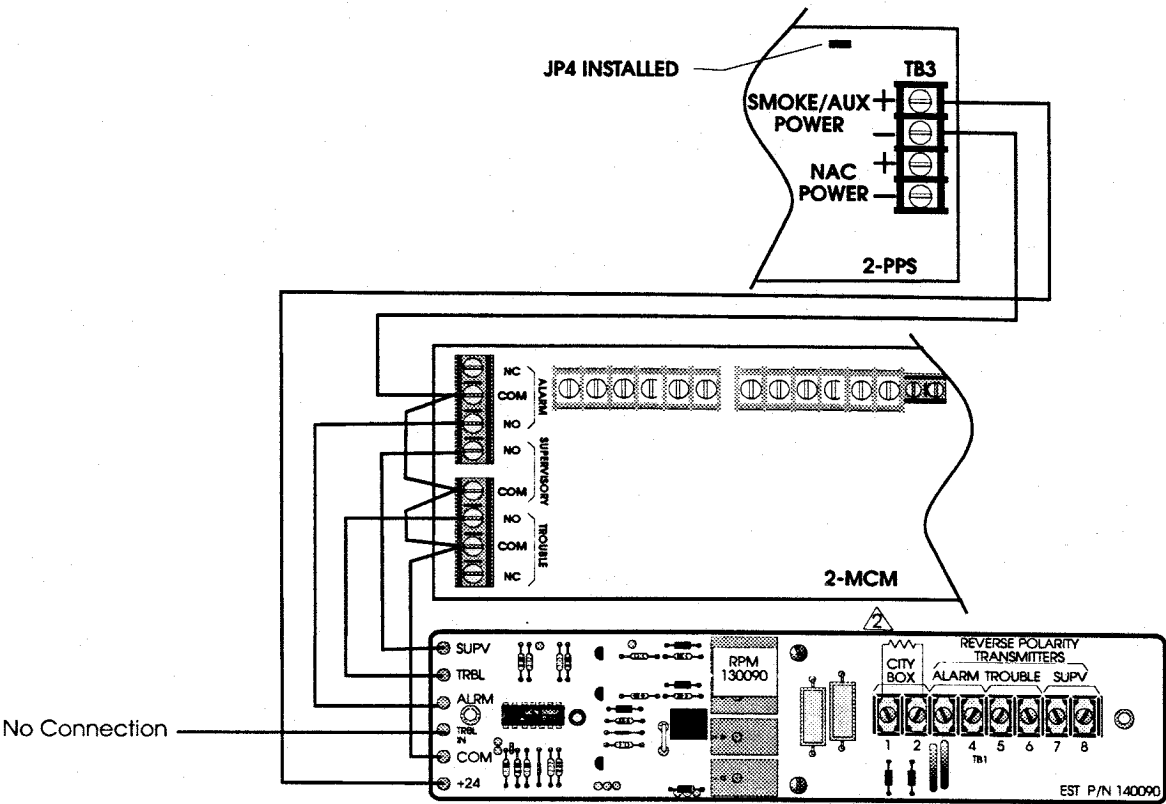 JP4 INSTALLED
TB3
SMOKE/AUX +
POWER −
NAC +
POWER −
2-PPS
NC
COM
NO
ALARM
NO
COM
SUPERVISORY
NO
COM
NC
TROUBLE
2-MCM
2
SUPV
TRBL
ALRM
No Connection
TRBL
IN
COM
+24
RPM
130090
REVERSE POLARITY
TRANSMITTERS
CITY
BOX
ALARM TROUBLE SUPV
1 2 4 5 6 7 8
TB1
EST P/N 140090